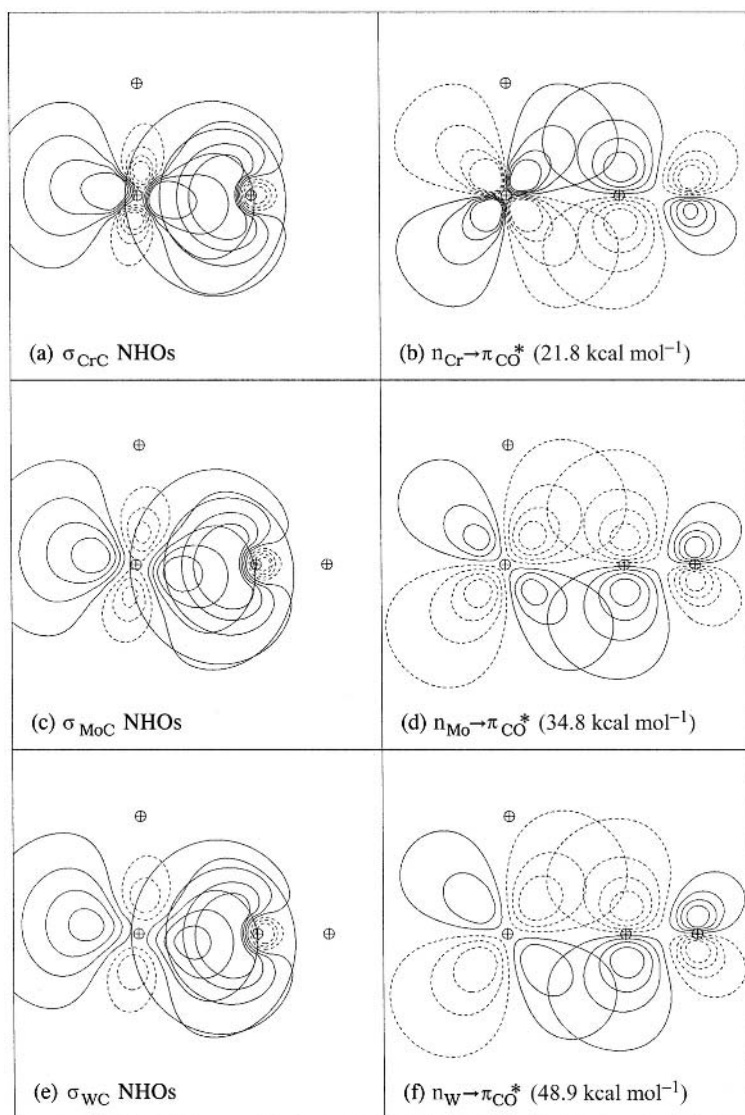 (a) σCrC NHOs
(b) nCr→πCO* (21.8 kcal mol⁻¹)
(c) σMoC NHOs
(d) nMo→πCO* (34.8 kcal mol⁻¹)
(e) σWC NHOs
(f) nW→πCO* (48.9 kcal mol⁻¹)